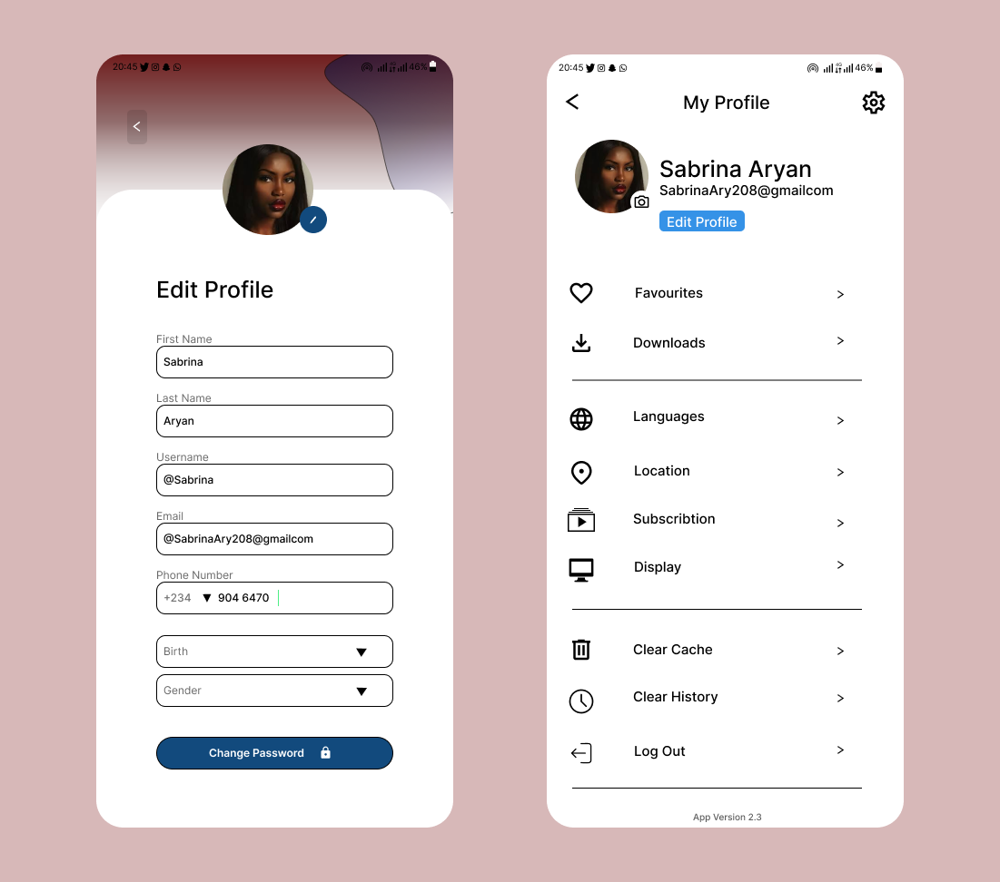 20:45
46%
Edit Profile
First Name
Sabrina
Last Name
Aryan
Username
@Sabrina
Email
@SabrinaAry208@gmailcom
Phone Number
+234 904 6470
Birth
Gender
Change Password
20:45
4G 46%
My Profile
Sabrina Aryan
SabrinaAry208@gmailcom
Edit Profile
Favourites >
Downloads >
Languages >
Location >
Subscribtion >
Display >
Clear Cache >
Clear History >
Log Out >
App Version 2.3